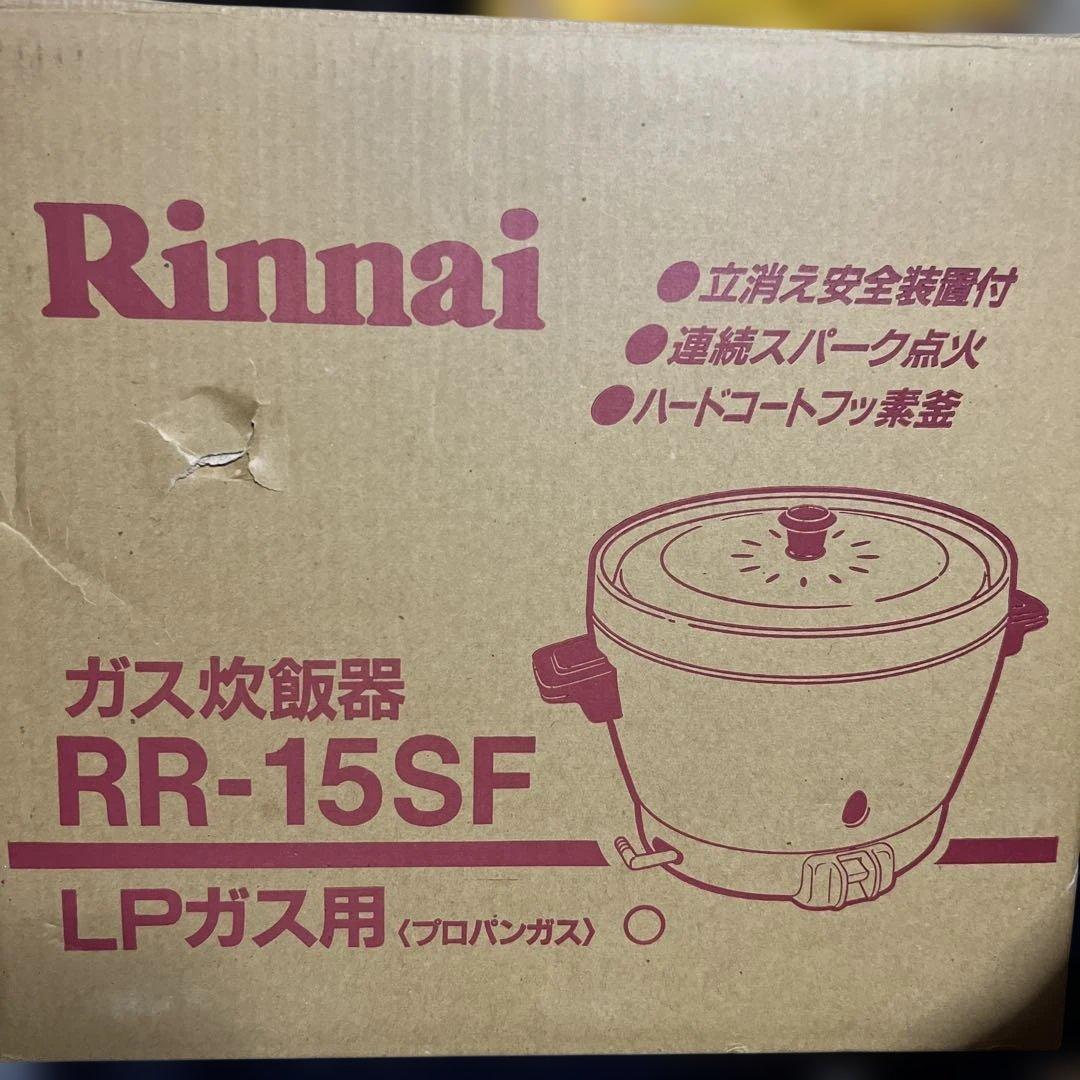 Rinnai
●立消え安全装置付
●連続スパーク点火
●ハードコートフッ素釜
ガス炊飯器
RR-15SF
LPガス用〈プロパンガス〉○